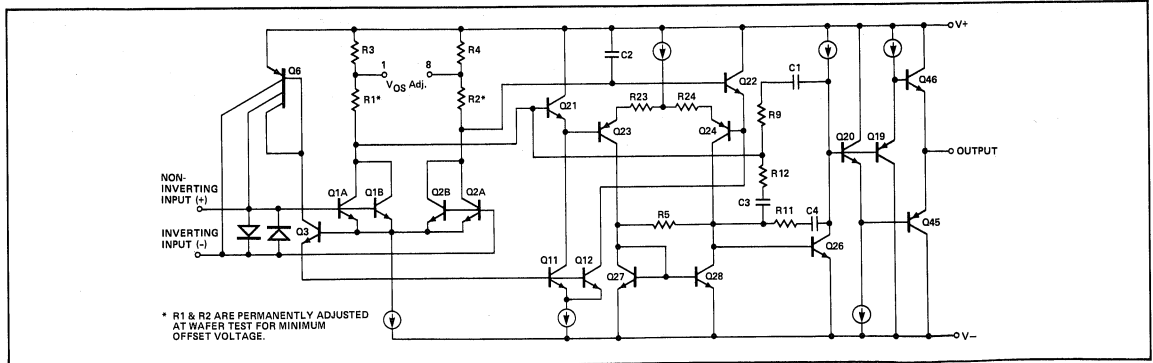 V+
R3
R4
C2
Q6
1
8
VOS Adj.
Q22
C1
Q46
R1*
R2*
Q21
R23
R24
Q23
Q24
R9
Q20
Q19
OUTPUT
NON-
INVERTING
INPUT (+)
Q1A
Q1B
Q2B
Q2A
R12
C3
R5
R11
C4
Q45
Q3
INVERTING
INPUT (-)
Q26
Q11
Q12
Q27
Q28
* R1 & R2 ARE PERMANENTLY ADJUSTED
AT WAFER TEST FOR MINIMUM
OFFSET VOLTAGE.
V-